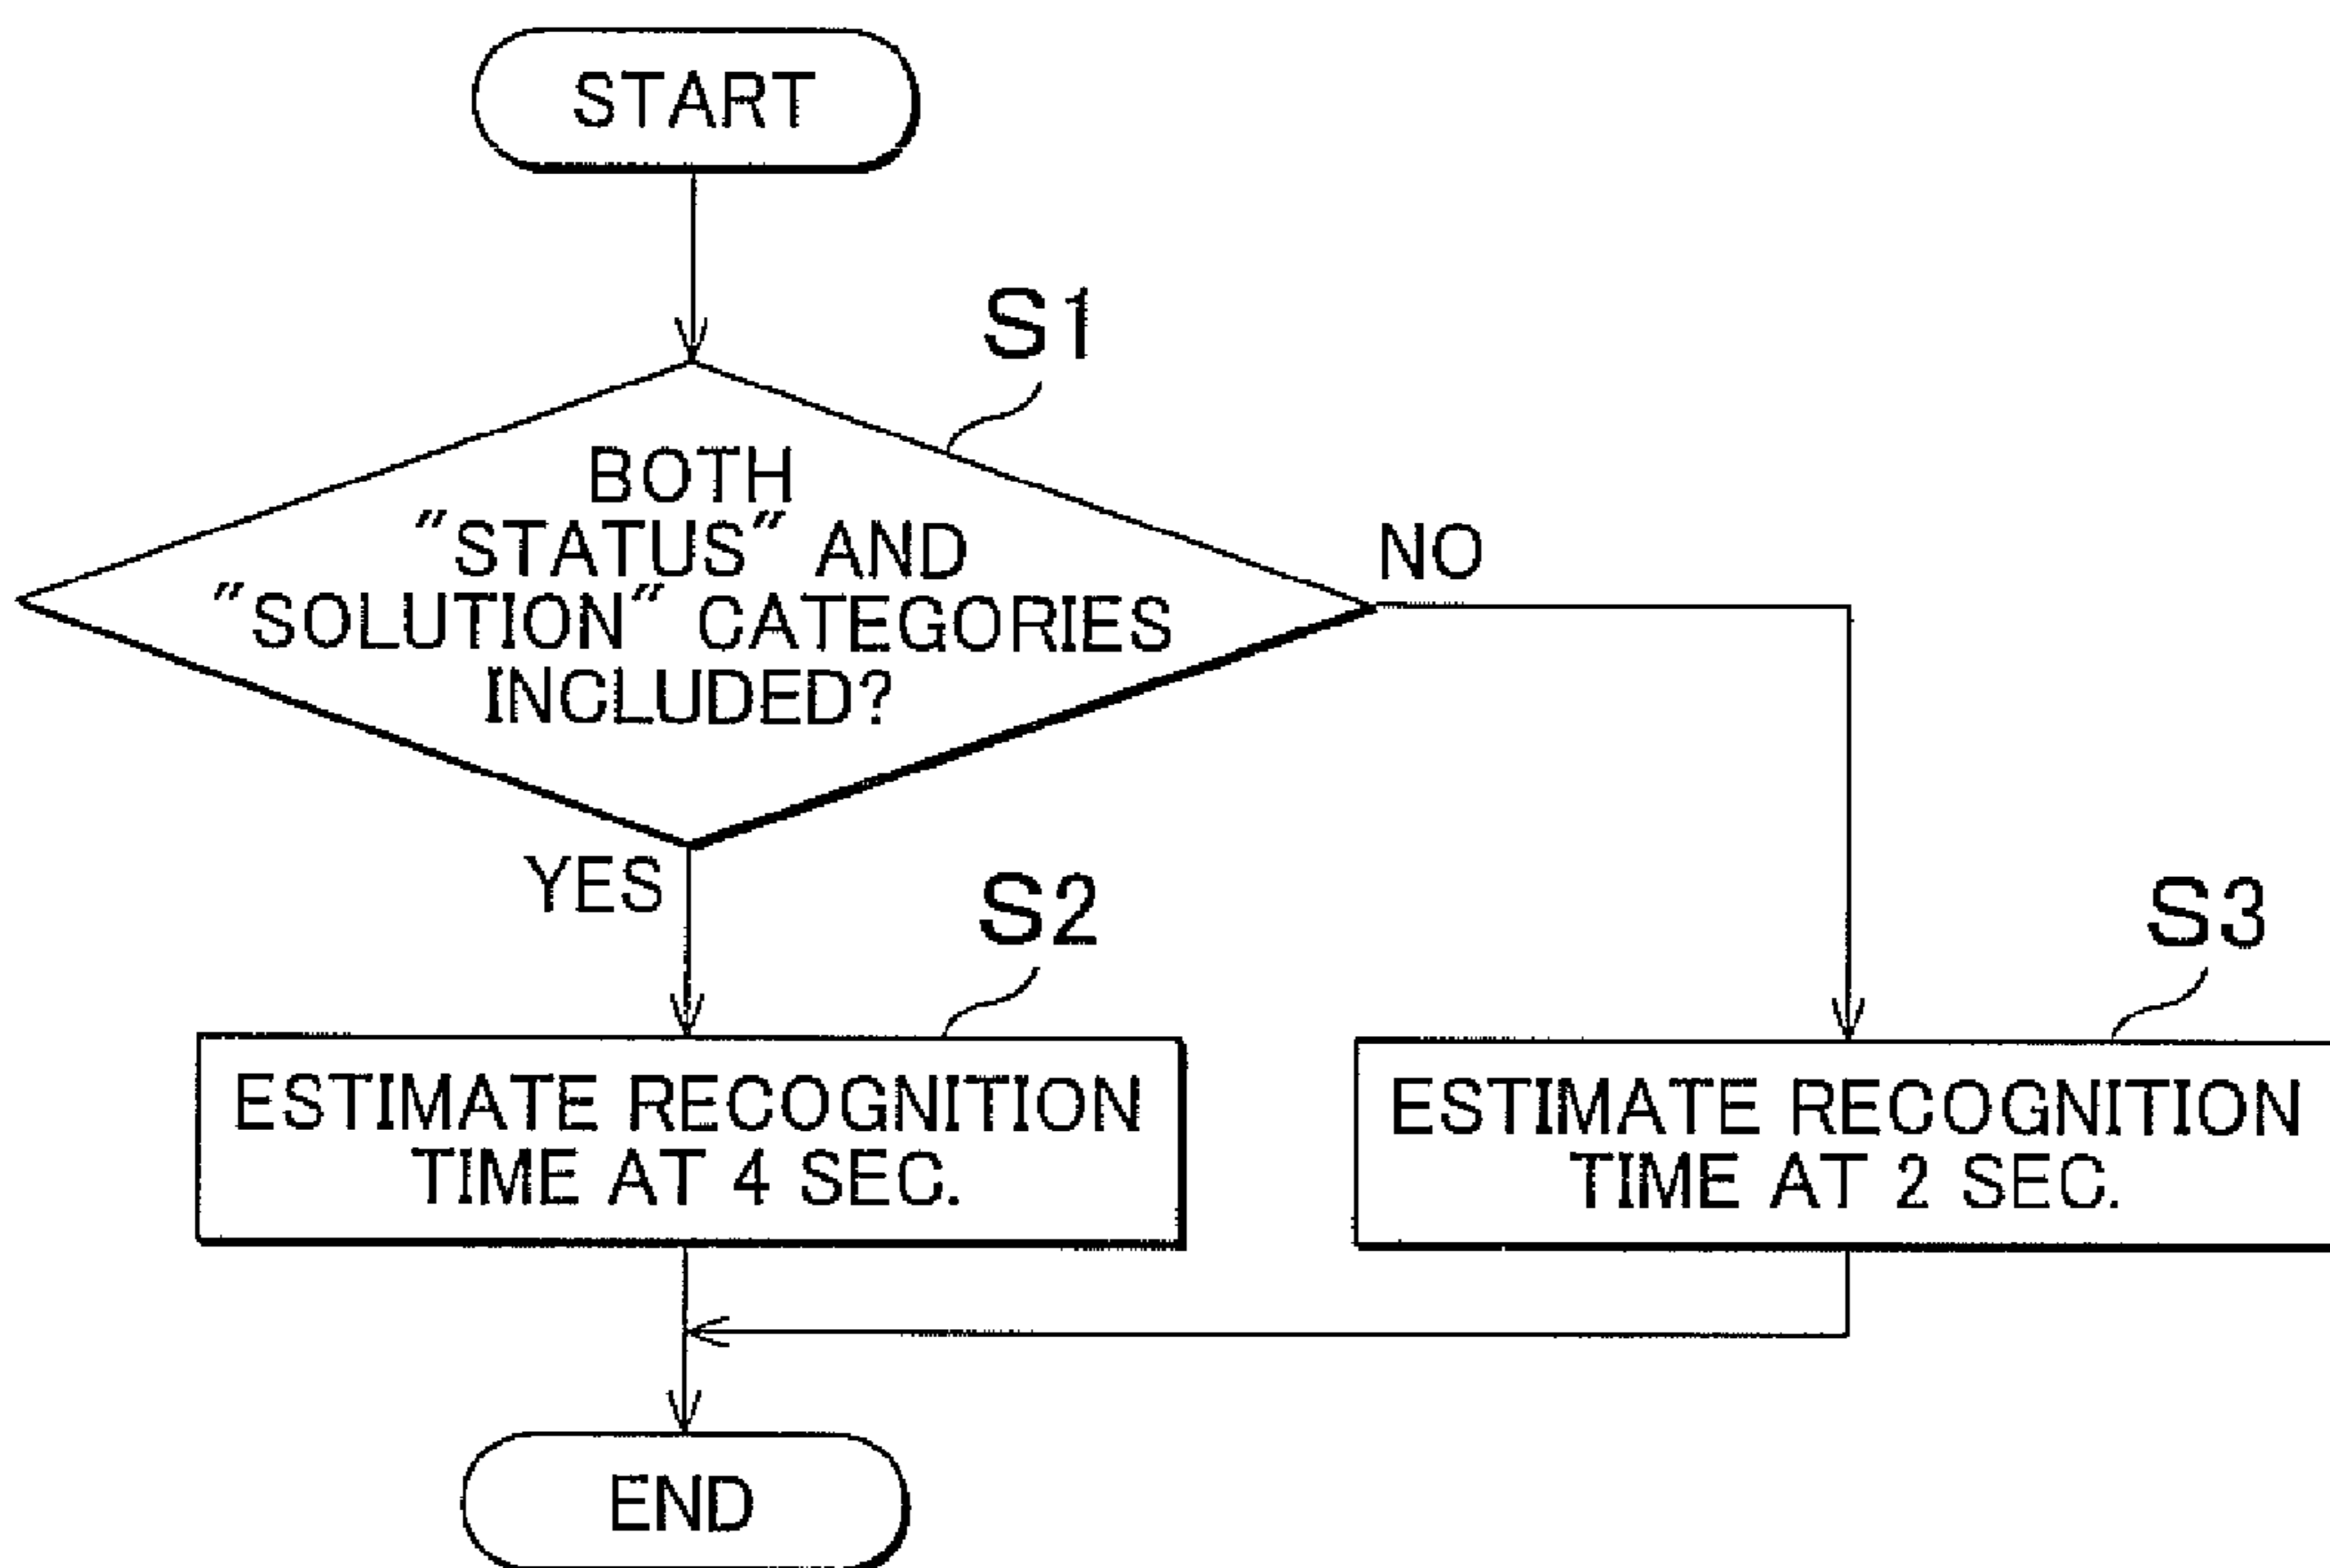 START
S1
BOTH
"STATUS" AND
"SOLUTION" CATEGORIES
INCLUDED?
NO
YES
S2
S3
ESTIMATE RECOGNITION
TIME AT 4 SEC.
ESTIMATE RECOGNITION
TIME AT 2 SEC.
END